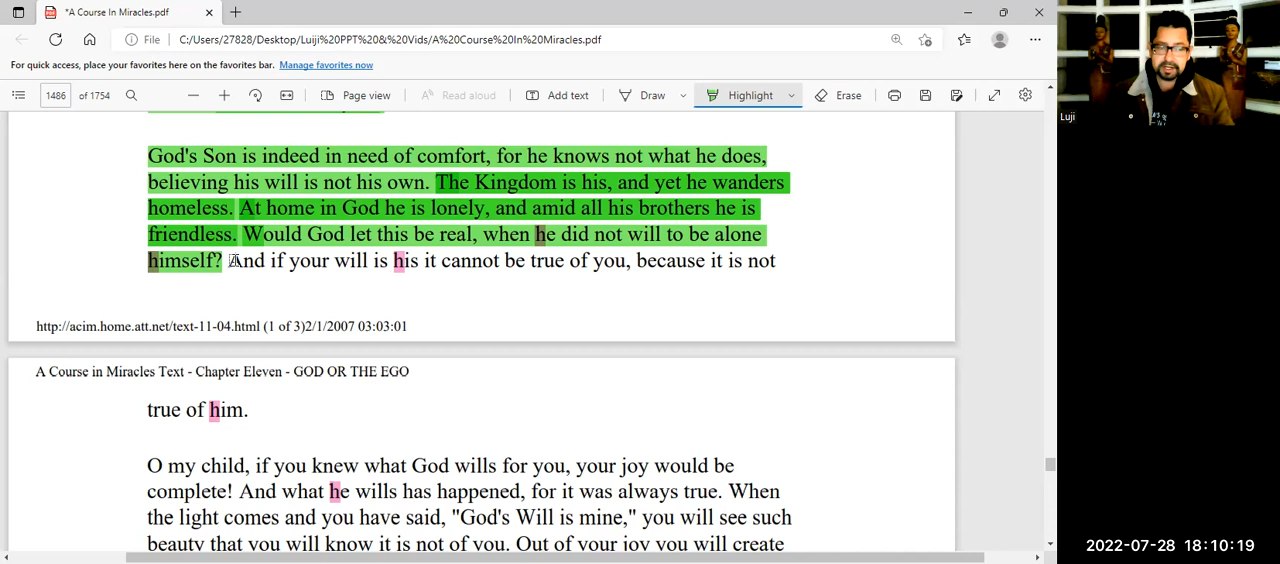 *A Course In Miracles.pdf
File C:/Users/27828/Desktop/Luiji%20PPT%20&%20Vids/A%20Course%20In%20Miracles.pdf
For quick access, place your favorites here on the favorites bar. Manage favorites now
1486 of 1754 Page view Read aloud Add text Draw Highlight Erase
God's Son is indeed in need of comfort, for he knows not what he does,
believing his will is not his own. The Kingdom is his, and yet he wanders
homeless. At home in God he is lonely, and amid all his brothers he is
friendless. Would God let this be real, when he did not will to be alone
himself? And if your will is his it cannot be true of you, because it is not
http://acim.home.att.net/text-11-04.html (1 of 3)2/1/2007 03:03:01
A Course in Miracles Text - Chapter Eleven - GOD OR THE EGO
true of him.
O my child, if you knew what God wills for you, your joy would be
complete! And what he wills has happened, for it was always true. When
the light comes and you have said, "God's Will is mine," you will see such
beauty that you will know it is not of you. Out of your joy you will create
Luji
2022-07-28 18:10:19